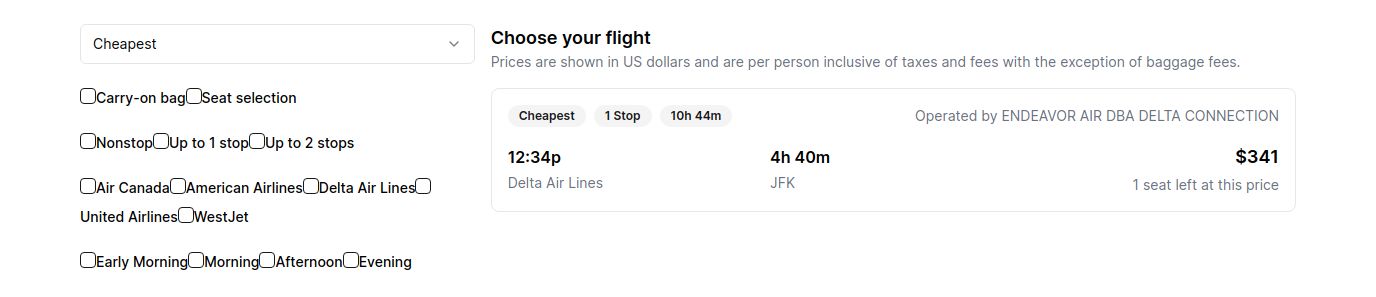 Cheapest
Carry-on bag Seat selection
Nonstop Up to 1 stop Up to 2 stops
Air Canada American Airlines Delta Air Lines
United Airlines WestJet
Early Morning Morning Afternoon Evening
Choose your flight
Prices are shown in US dollars and are per person inclusive of taxes and fees with the exception of baggage fees.
Cheapest 1 Stop 10h 44m Operated by ENDEAVOR AIR DBA DELTA CONNECTION
12:34p 4h 40m $341
Delta Air Lines JFK 1 seat left at this price